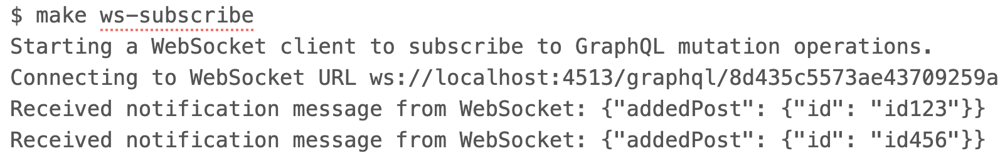 $ make ws-subscribe
Starting a WebSocket client to subscribe to GraphQL mutation operations.
Connecting to WebSocket URL ws://localhost:4513/graphql/8d435c5573ae43709259a
Received notification message from WebSocket: {"addedPost": {"id": "id123"}}
Received notification message from WebSocket: {"addedPost": {"id": "id456"}}